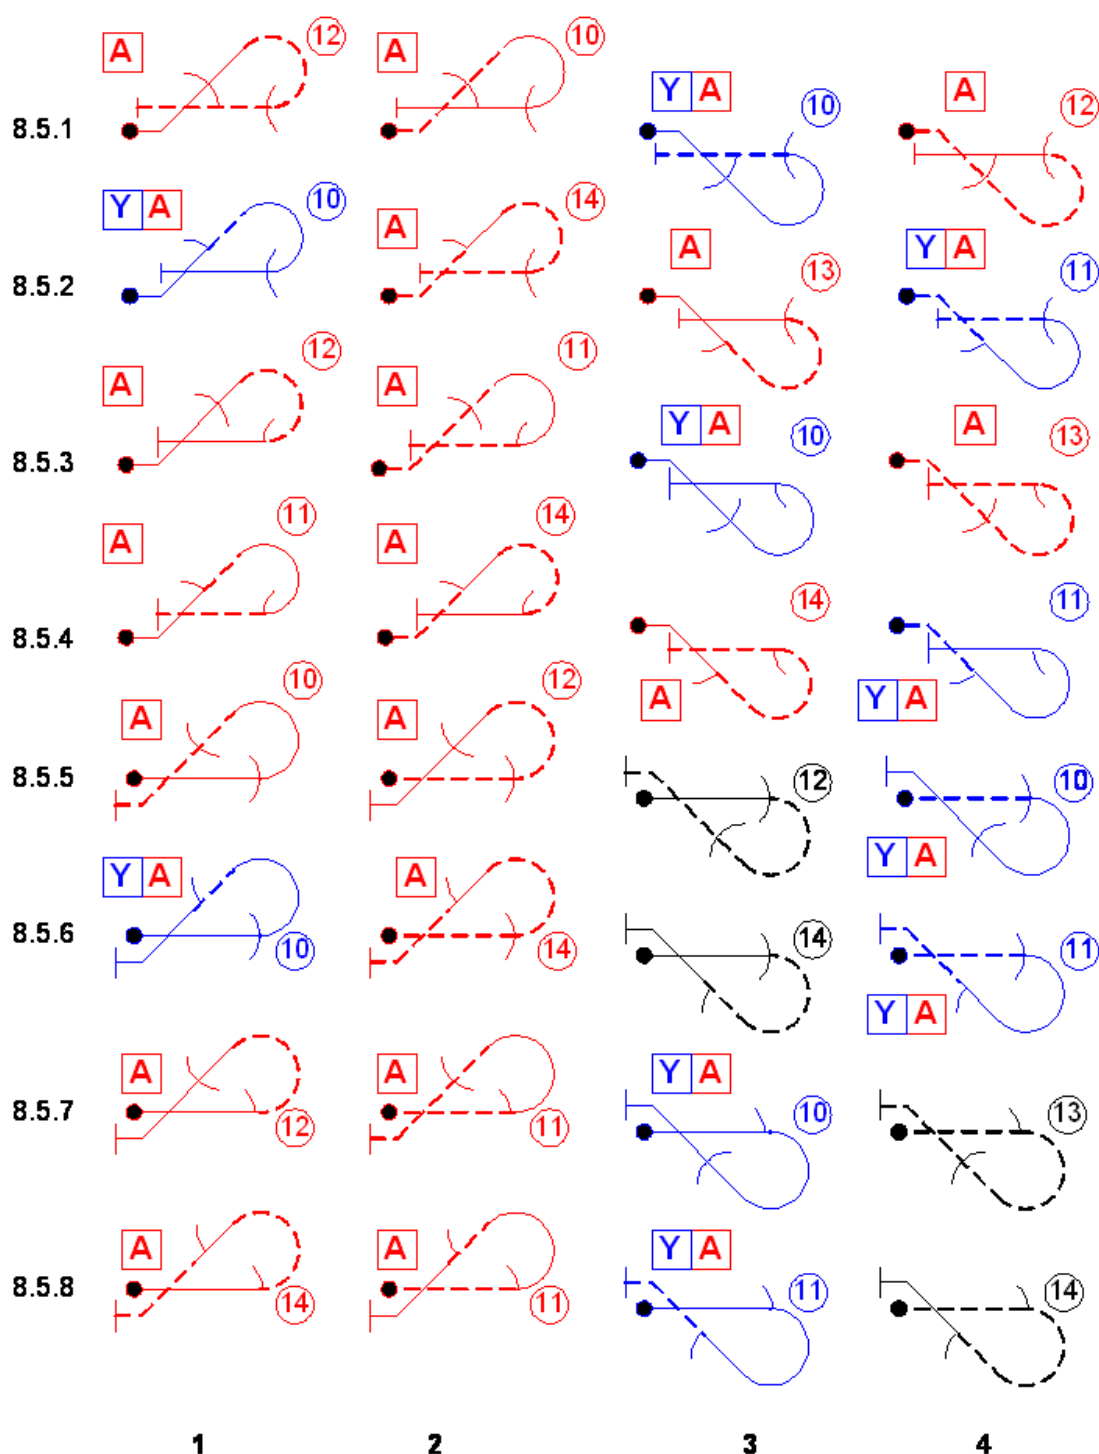 A 12 A 10
8.5.1 Y A 10 A 12
Y A 10 A 14
8.5.2 A 13 Y A 11
A 12 A 11
8.5.3 Y A 10 A 13
A 11 A 14
8.5.4 A 14 Y A 11
A 10 A 12
8.5.5 12 Y A 10
Y A 10 A 14
8.5.6 14 Y A 11
A 12 A 11
8.5.7 Y A 10 13
A 14 A 11
8.5.8 Y A 11 14
1 2 3 4